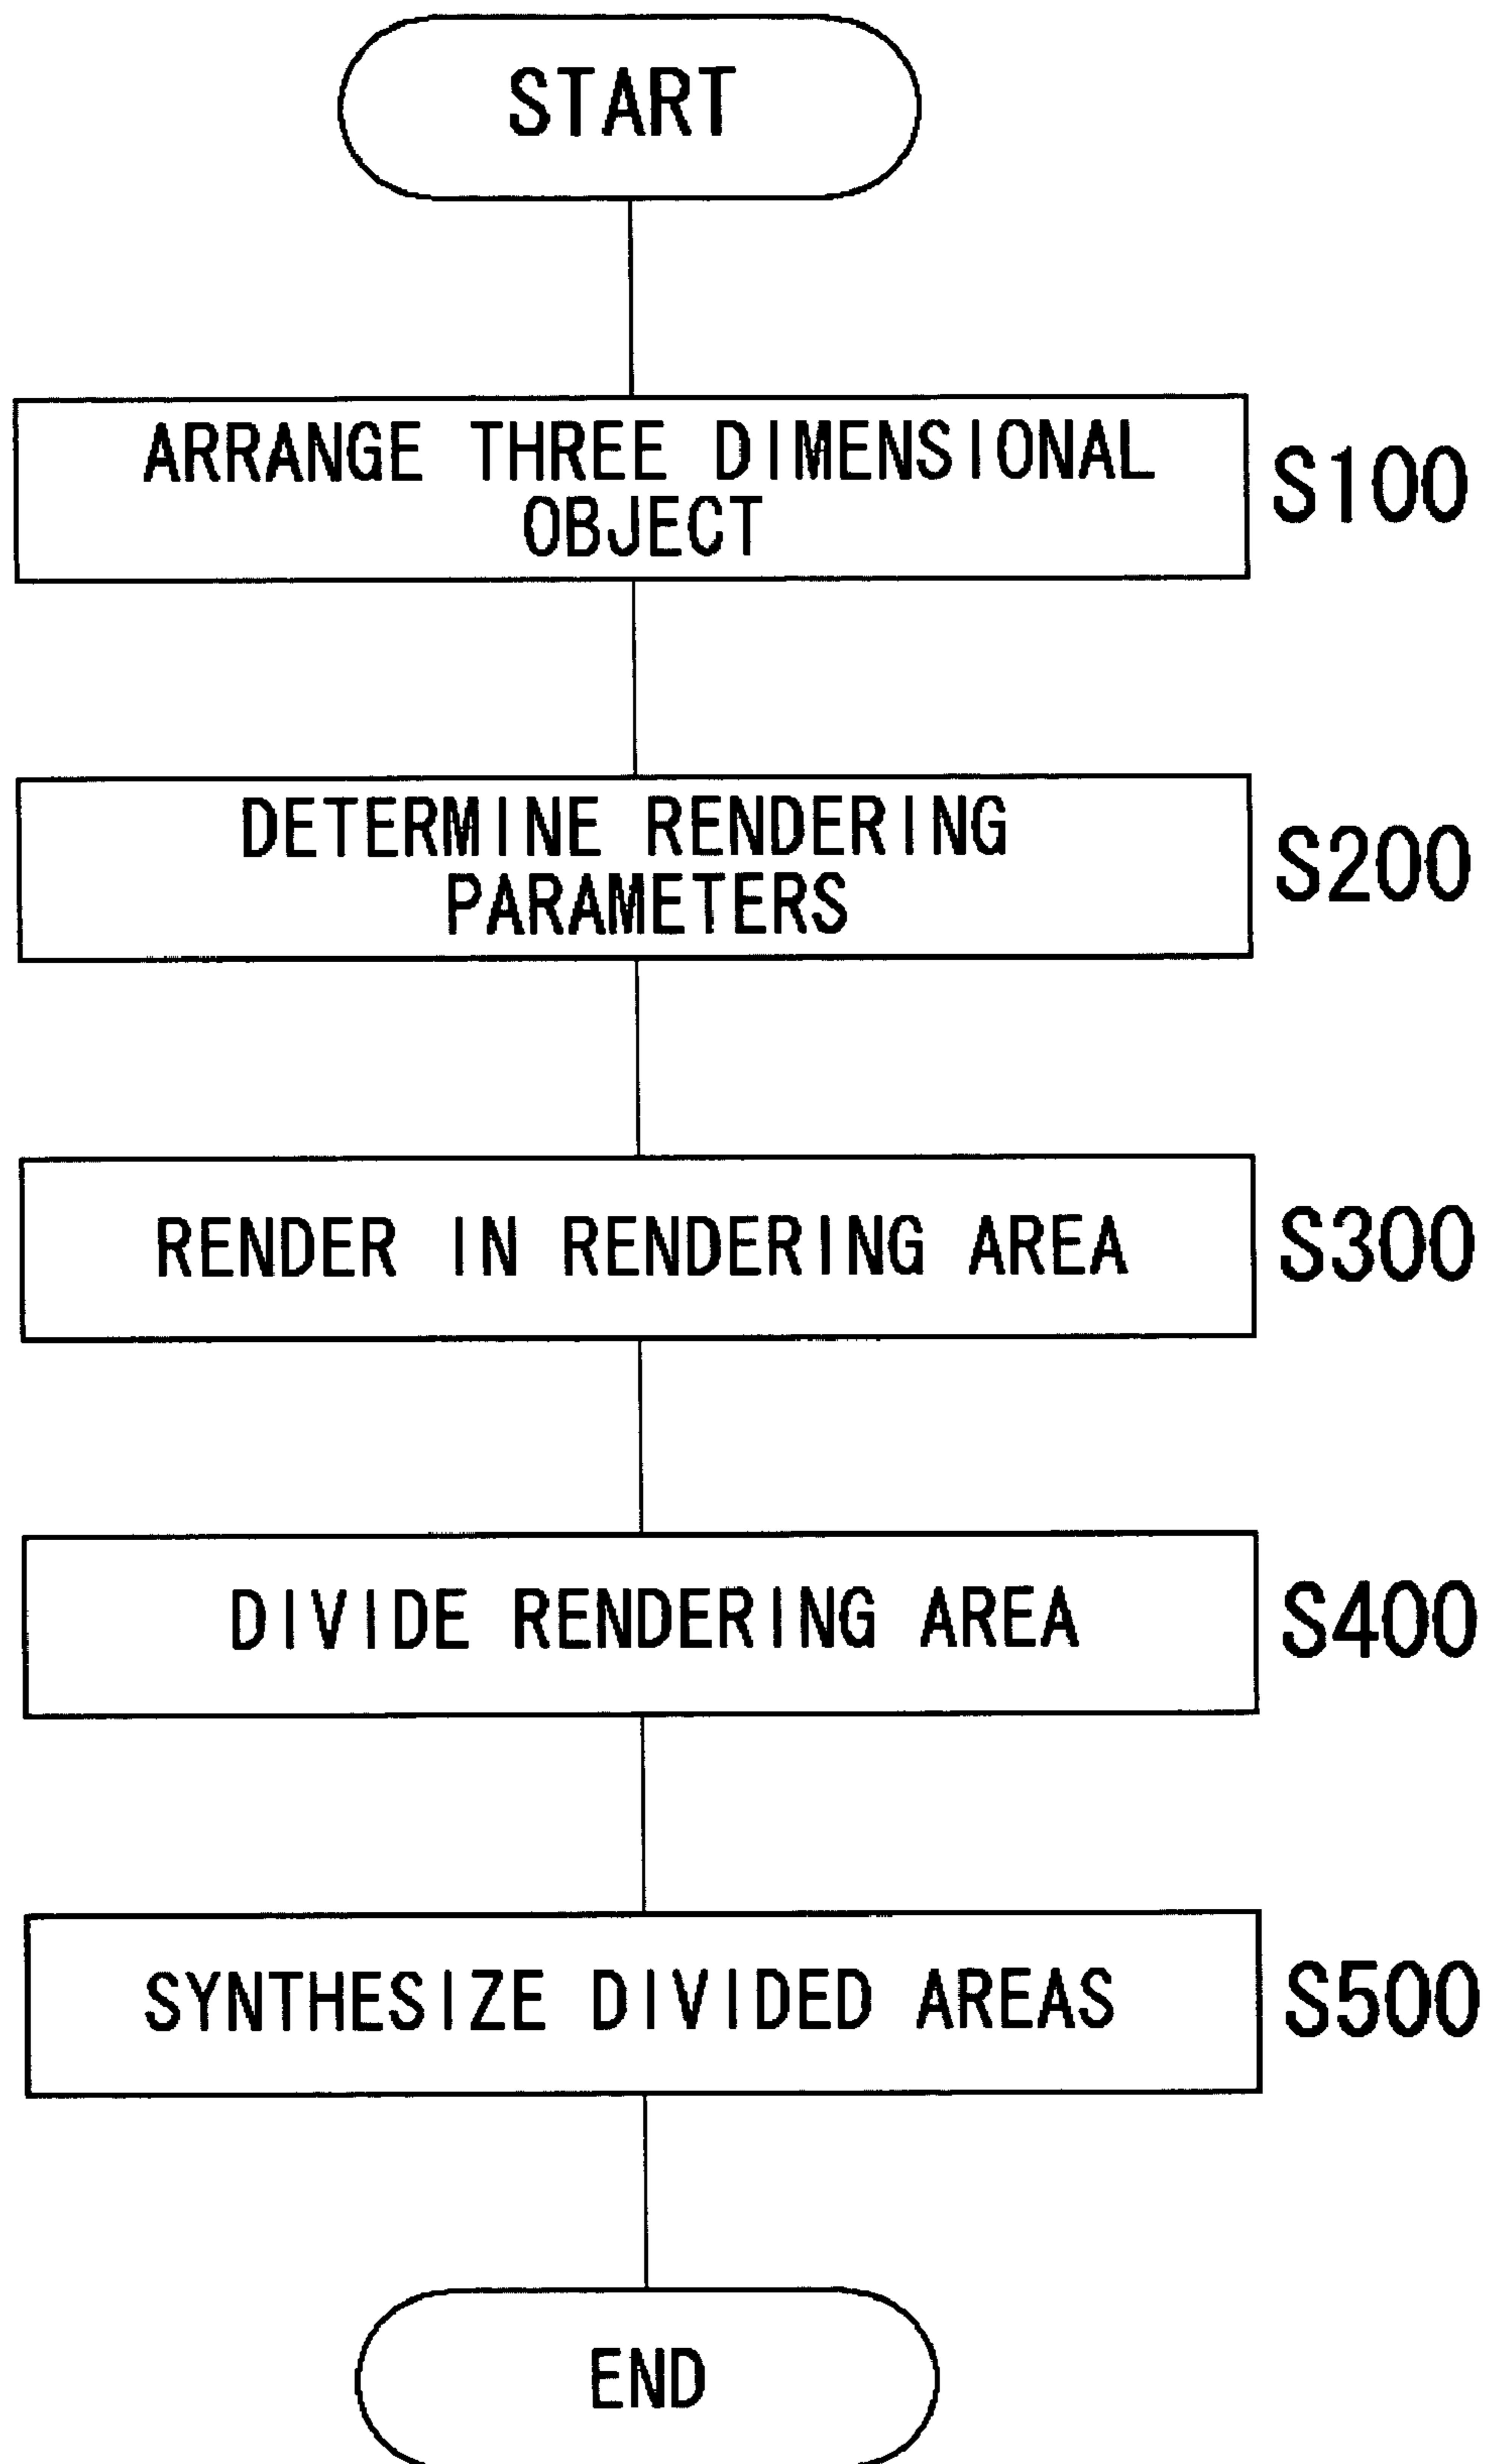 START
ARRANGE THREE DIMENSIONAL
OBJECT
S100
DETERMINE RENDERING
PARAMETERS
S200
RENDER IN RENDERING AREA
S300
DIVIDE RENDERING AREA
S400
SYNTHESIZE DIVIDED AREAS
S500
END